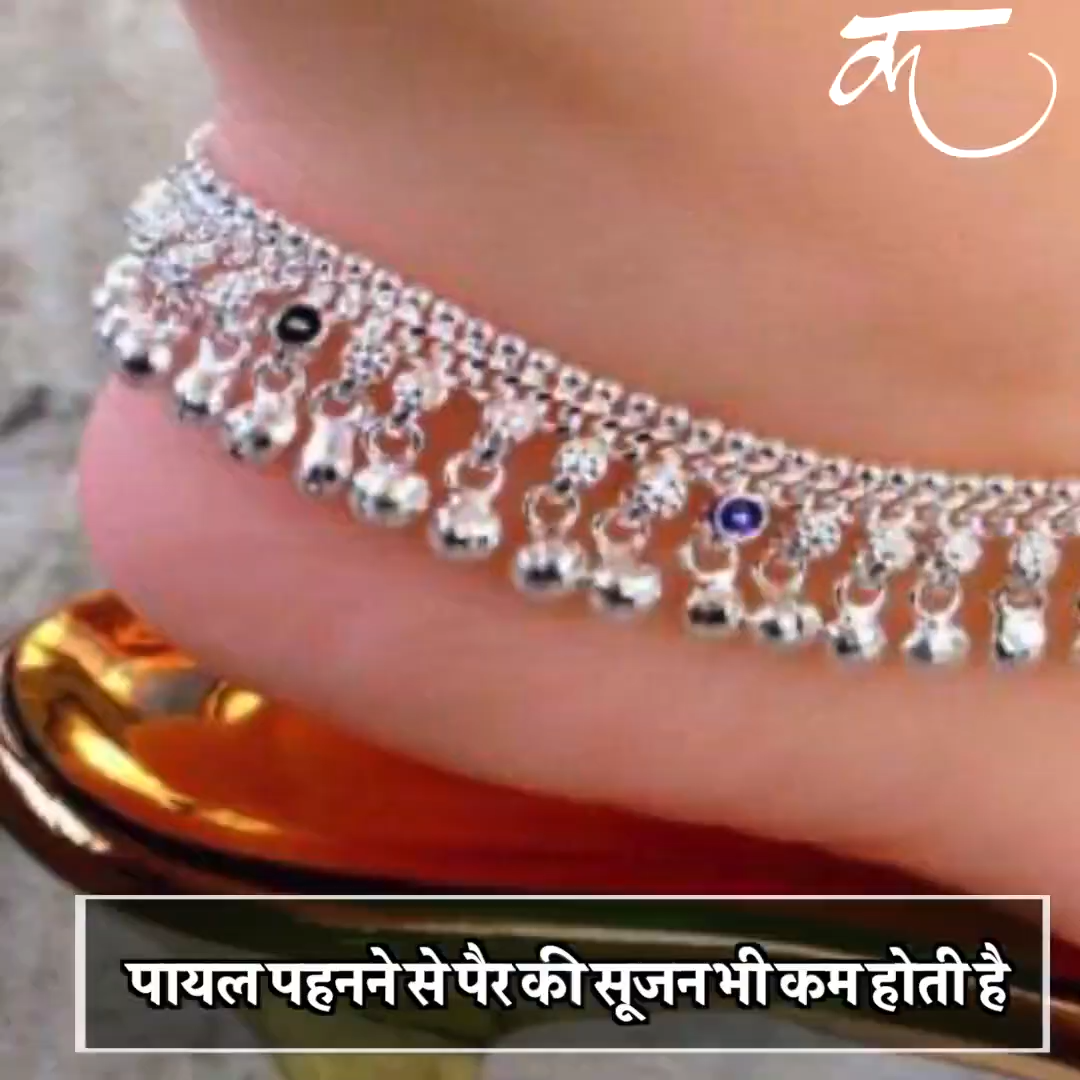 क
पायल पहनने से पैर की सूजन भी कम होती है